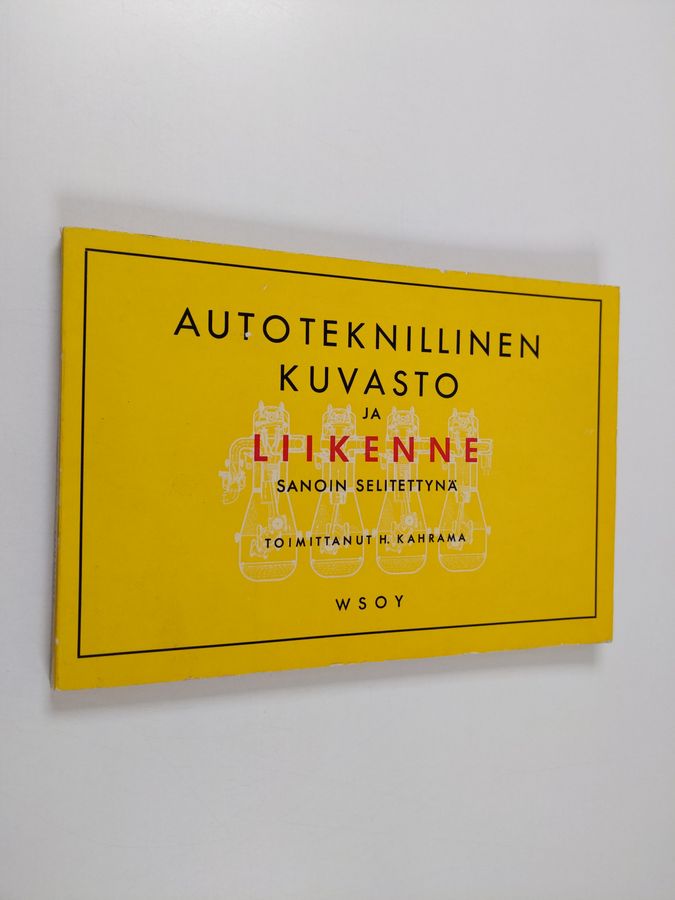 AUTOTEKNILLINEN
KUVASTO
JA
LIIKENNE
SANOIN SELITETTYNÄ
TOIMITTANUT H. KAHRAMA
WSOY